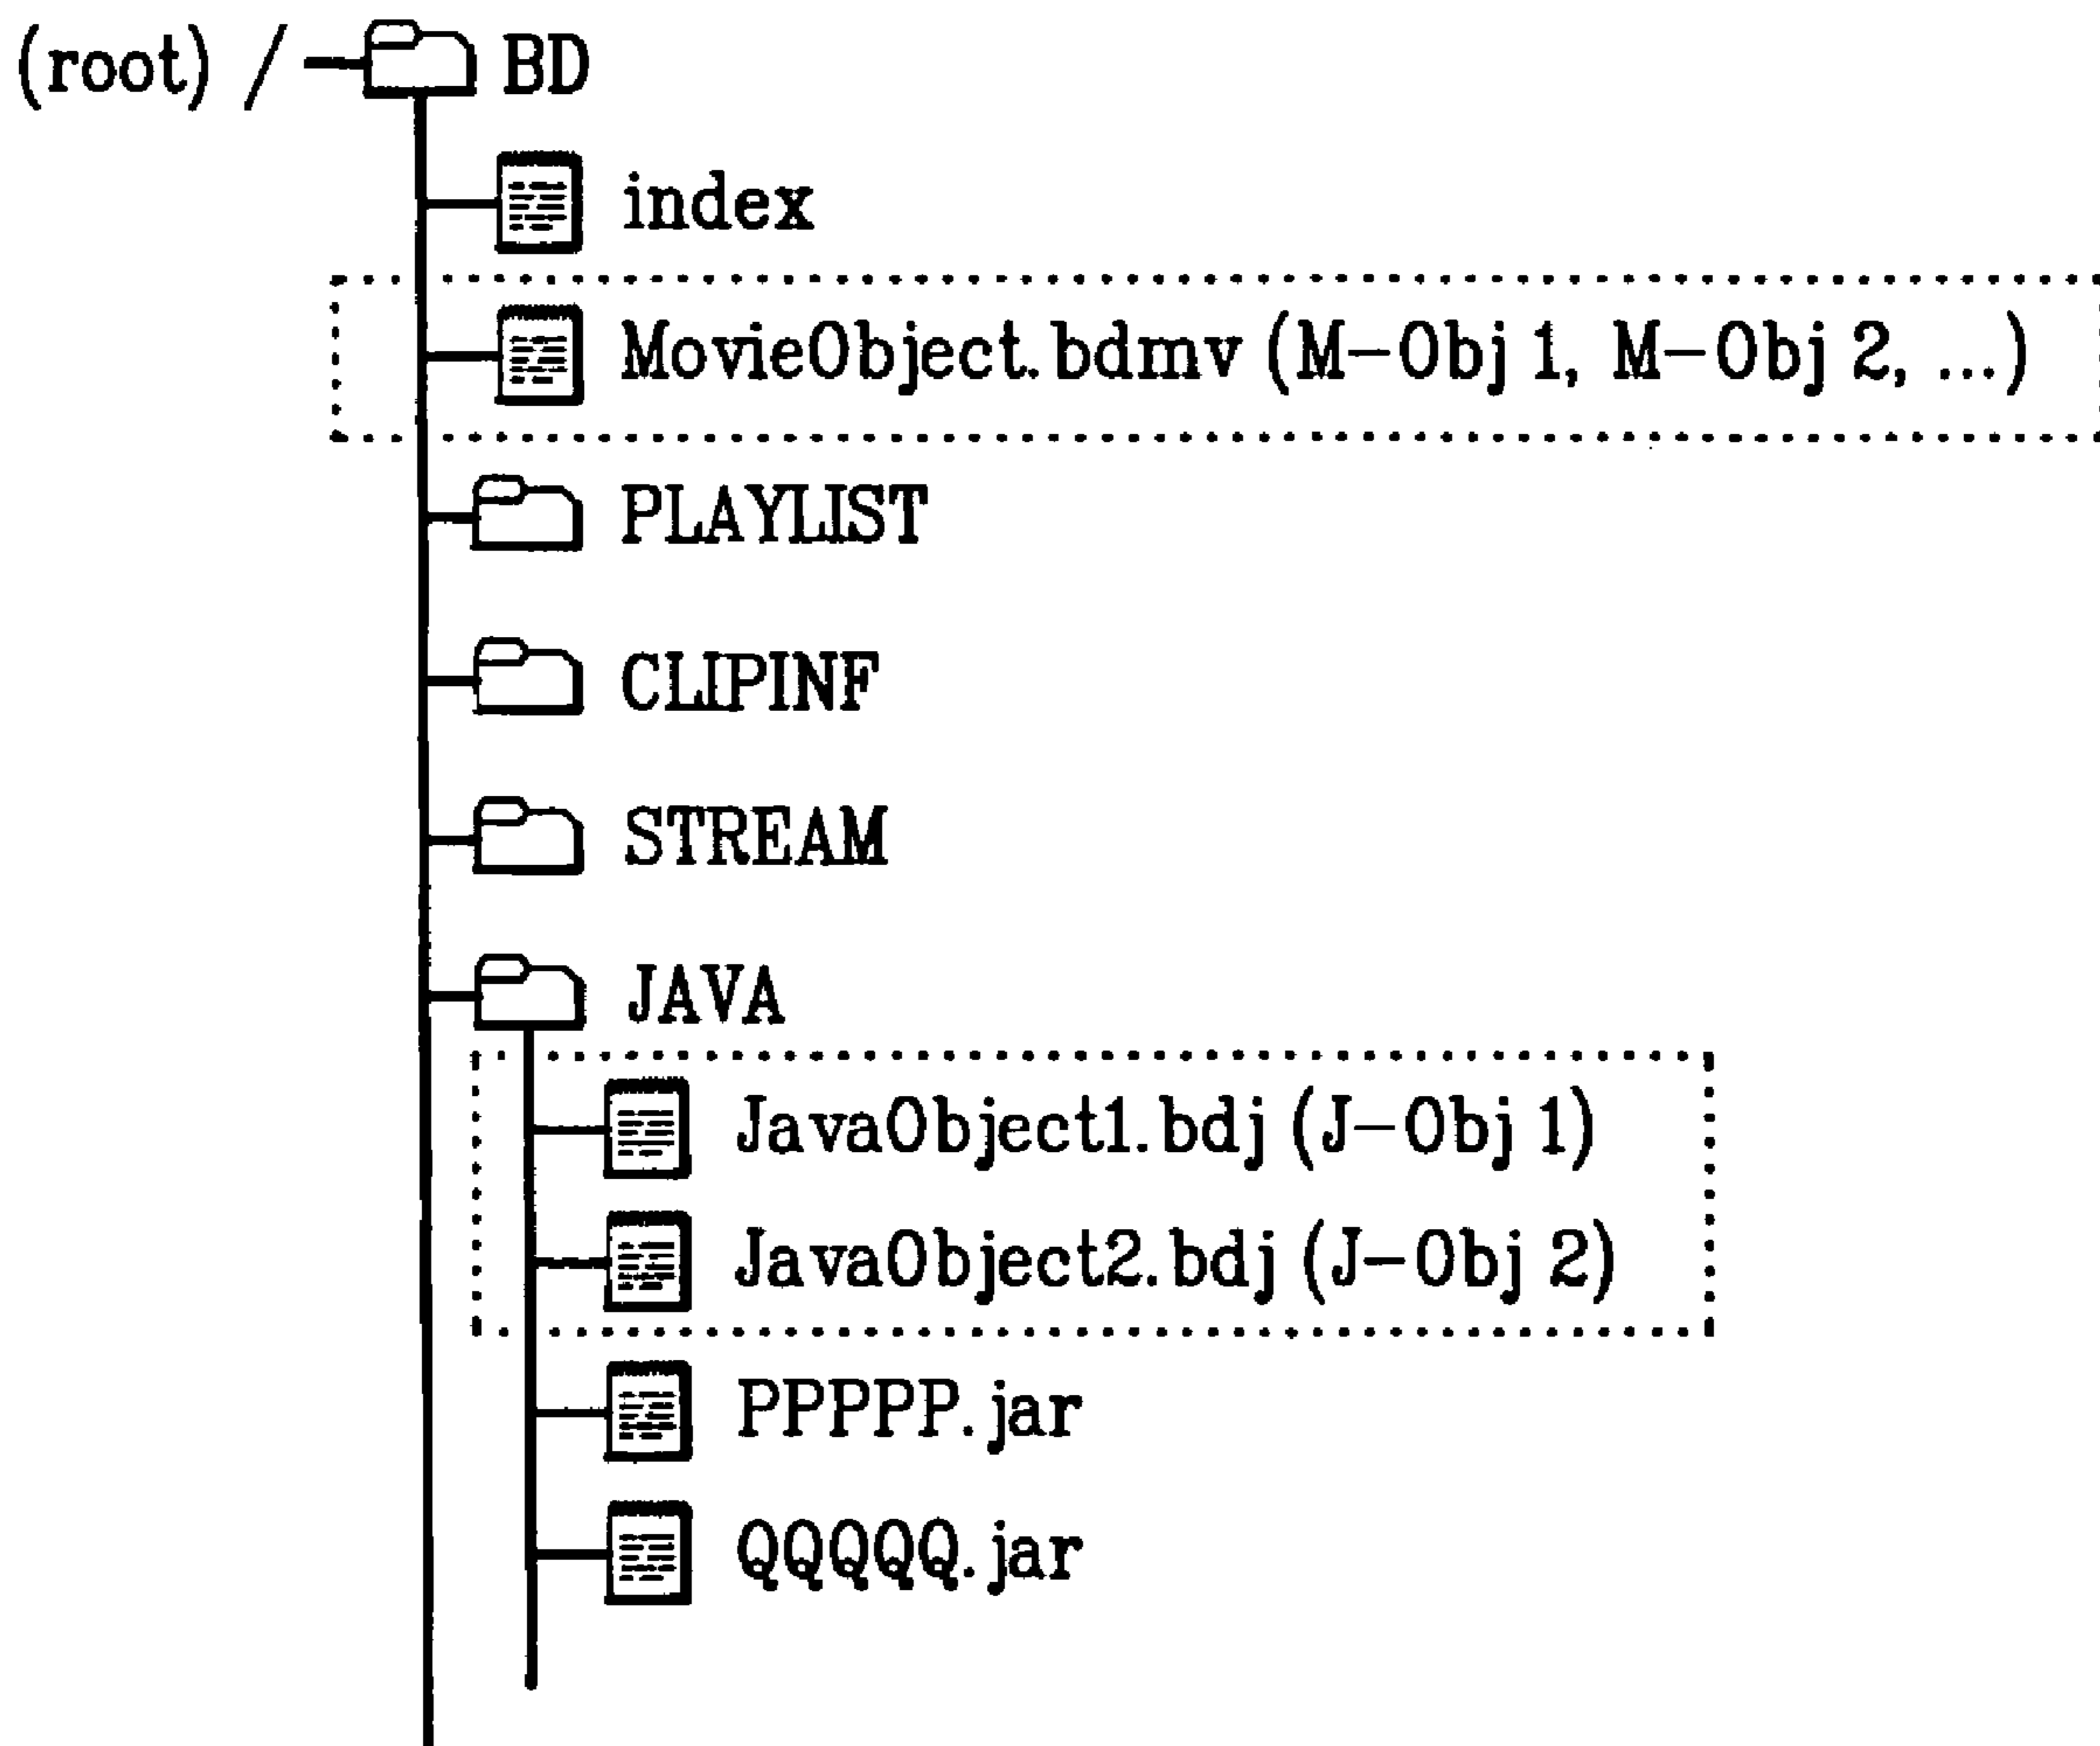 (root) / BD
index
MovieObject.bdmv (M-Obj 1, M-Obj 2, ...)
PLAYLIST
CLIPINF
STREAM
JAVA
JavaObject1.bdj (J-Obj 1)
JavaObject2.bdj (J-Obj 2)
PPPPP.jar
QQQQQ.jar